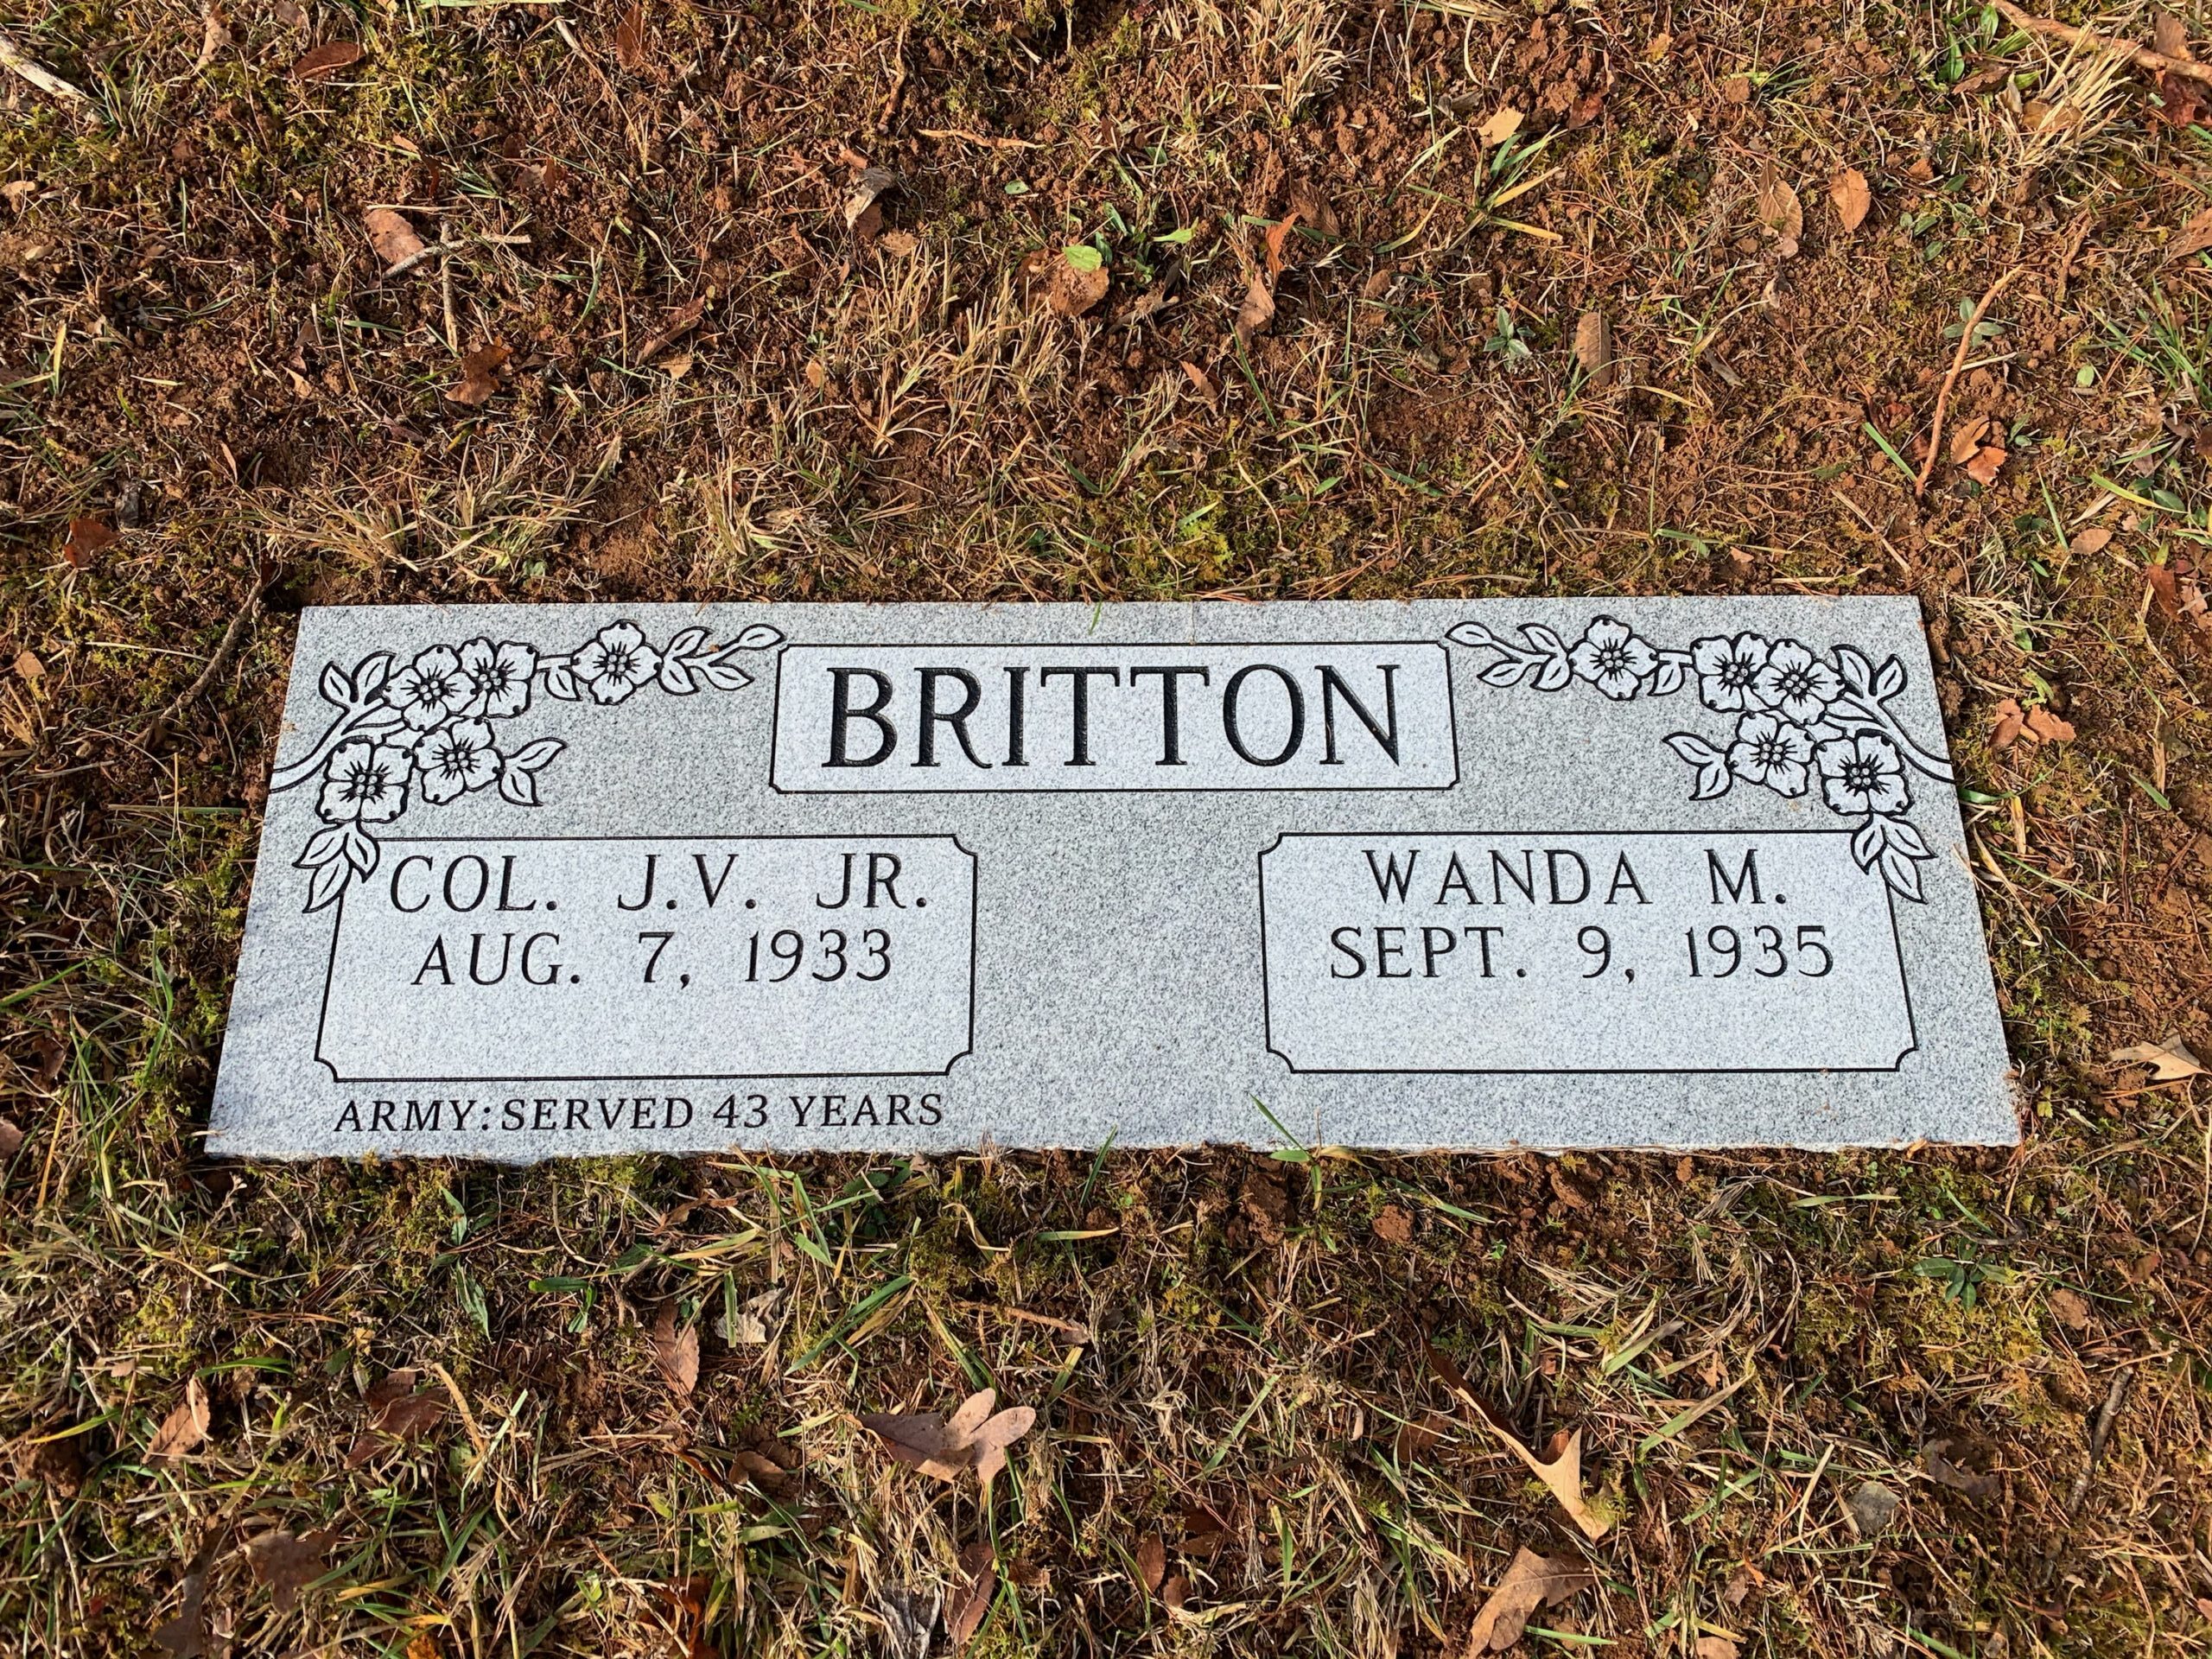 BRITTON
COL. J.V. JR.
AUG. 7, 1933
ARMY: SERVED 43 YEARS
WANDA M.
SEPT. 9, 1935